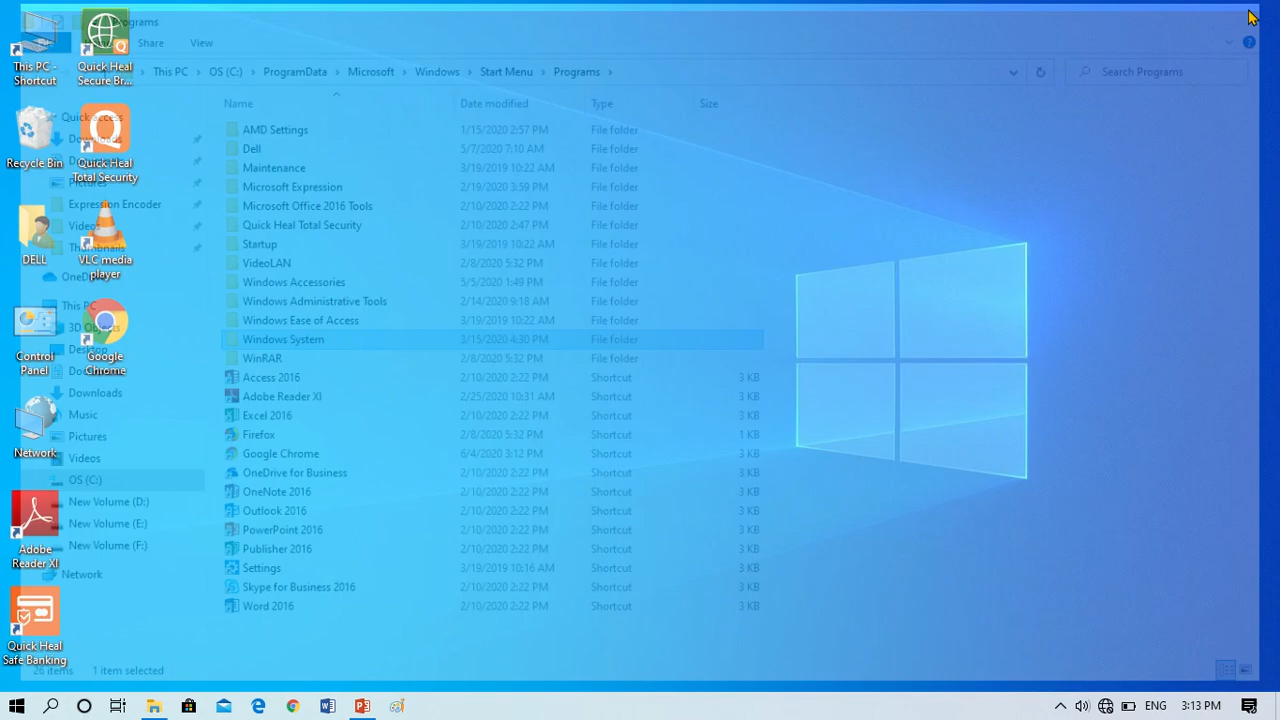 Programs
Share
View
This PC
OS (C:)
ProgramData
Microsoft
Windows
Start Menu
Programs
Search Programs
Name
Date modified
Type
Size
AMD Settings 1/15/2020 2:57 PM File folder
Dell 5/7/2020 7:10 AM File folder
Maintenance 3/19/2019 10:22 AM File folder
Microsoft Expression 2/19/2020 3:59 PM File folder
Microsoft Office 2016 Tools 2/10/2020 2:22 PM File folder
Quick Heal Total Security 2/10/2020 2:47 PM File folder
Startup 3/19/2019 10:22 AM File folder
VideoLAN 2/8/2020 5:32 PM File folder
Windows Accessories 5/5/2020 1:49 PM File folder
Windows Administrative Tools 2/14/2020 9:18 AM File folder
Windows Ease of Access 3/19/2019 10:22 AM File folder
Windows System 3/15/2020 4:30 PM File folder
WinRAR 2/8/2020 5:32 PM File folder
Access 2016 2/10/2020 2:22 PM Shortcut 3 KB
Adobe Reader XI 2/25/2020 10:31 AM Shortcut 3 KB
Excel 2016 2/10/2020 2:22 PM Shortcut 3 KB
Firefox 2/8/2020 5:32 PM Shortcut 1 KB
Google Chrome 6/4/2020 3:12 PM Shortcut 3 KB
OneDrive for Business 2/10/2020 2:22 PM Shortcut 3 KB
OneNote 2016 2/10/2020 2:22 PM Shortcut 3 KB
Outlook 2016 2/10/2020 2:22 PM Shortcut 3 KB
PowerPoint 2016 2/10/2020 2:22 PM Shortcut 3 KB
Publisher 2016 2/10/2020 2:22 PM Shortcut 3 KB
Settings 3/19/2019 10:16 AM Shortcut 3 KB
Skype for Business 2016 2/10/2020 2:22 PM Shortcut 3 KB
Word 2016 2/10/2020 2:22 PM Shortcut 3 KB
Quick access
Downloads
Pictures
Expression Encoder
Videos
Thumbnails
This PC
3D Objects
Desktop
Downloads
Music
Pictures
Videos
OS (C:)
New Volume (D:)
New Volume (E:)
New Volume (F:)
Network
26 items
1 item selected
This PC -
Shortcut
Quick Heal
Secure Br...
Recycle Bin
Quick Heal
Total Security
DELL
VLC media
player
Control
Panel
Google
Chrome
Network
Adobe
Reader XI
Quick Heal
Safe Banking
ENG
3:13 PM